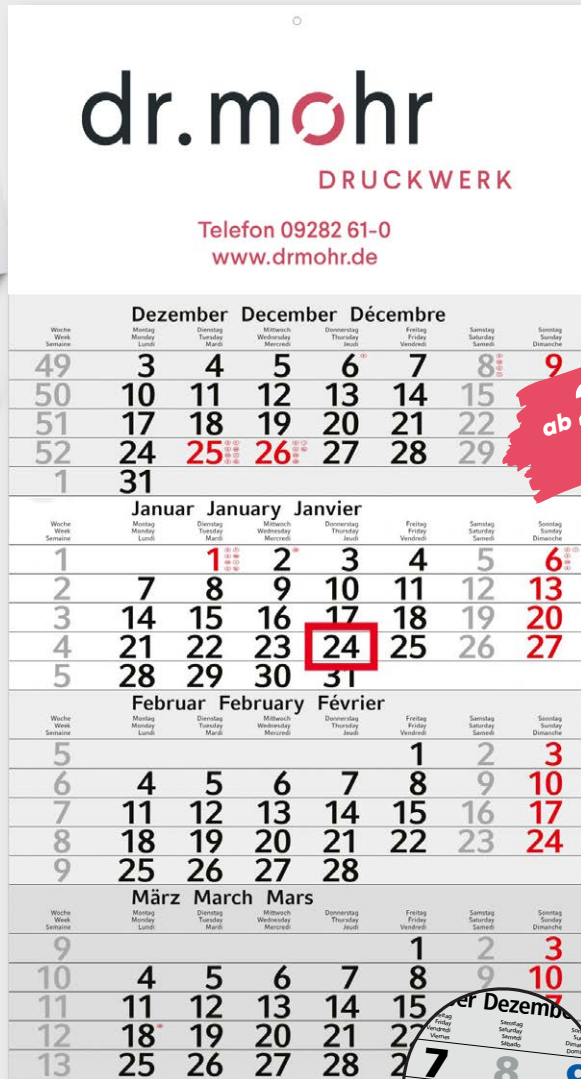 dr.mohr
DRUCKWERK
Telefon 09282 61-0
www.drmohr.de
Dezember December Décembre
Woche Montag Dienstag Mittwoch Donnerstag Freitag Samstag Sonntag
Week Monday Tuesday Wednesday Thursday Friday Saturday Sunday
Semaine Lundi Mardi Mercredi Jeudi Vendredi Samedi Dimanche
49 3 4 5 6 7 8 9
50 10 11 12 13 14 15
51 17 18 19 20 21 22
52 24 25 26 27 28 29
1 31
ab
Januar January Janvier
Woche Montag Dienstag Mittwoch Donnerstag Freitag Samstag Sonntag
Week Monday Tuesday Wednesday Thursday Friday Saturday Sunday
Semaine Lundi Mardi Mercredi Jeudi Vendredi Samedi Dimanche
1 1 2 3 4 5 6
2 7 8 9 10 11 12 13
3 14 15 16 17 18 19 20
4 21 22 23 24 25 26 27
5 28 29 30 31
Februar February Février
Woche Montag Dienstag Mittwoch Donnerstag Freitag Samstag Sonntag
Week Monday Tuesday Wednesday Thursday Friday Saturday Sunday
Semaine Lundi Mardi Mercredi Jeudi Vendredi Samedi Dimanche
5 1 2 3
6 4 5 6 7 8 9 10
7 11 12 13 14 15 16 17
8 18 19 20 21 22 23 24
9 25 26 27 28
März March Mars
Woche Montag Dienstag Mittwoch Donnerstag Freitag Samstag Sonntag
Week Monday Tuesday Wednesday Thursday Friday Saturday Sunday
Semaine Lundi Mardi Mercredi Jeudi Vendredi Samedi Dimanche
9 1 2 3
10 4 5 6 7 8 9 10
11 11 12 13 14 15
12 18 19 20 21 22
13 25 26 27 28
er Dezembe
Freitag Samstag
Friday Saturday
Vendredi Samedi
Viernes Sábado
7 8